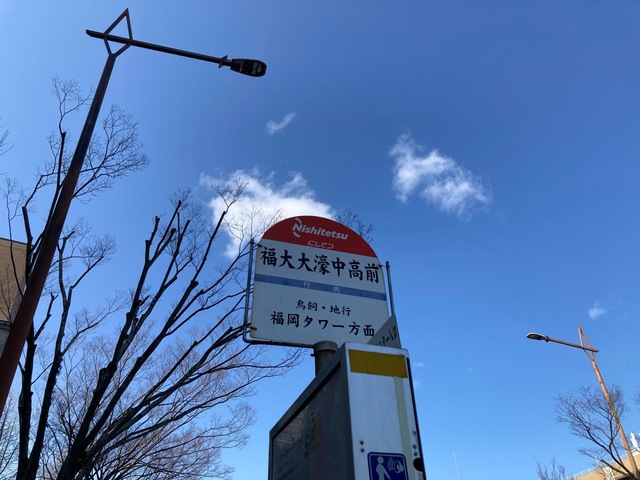 Nishitetsu
にしてつ
福大大濠中高前
行先
鳥飼・地行
福岡タワー方面